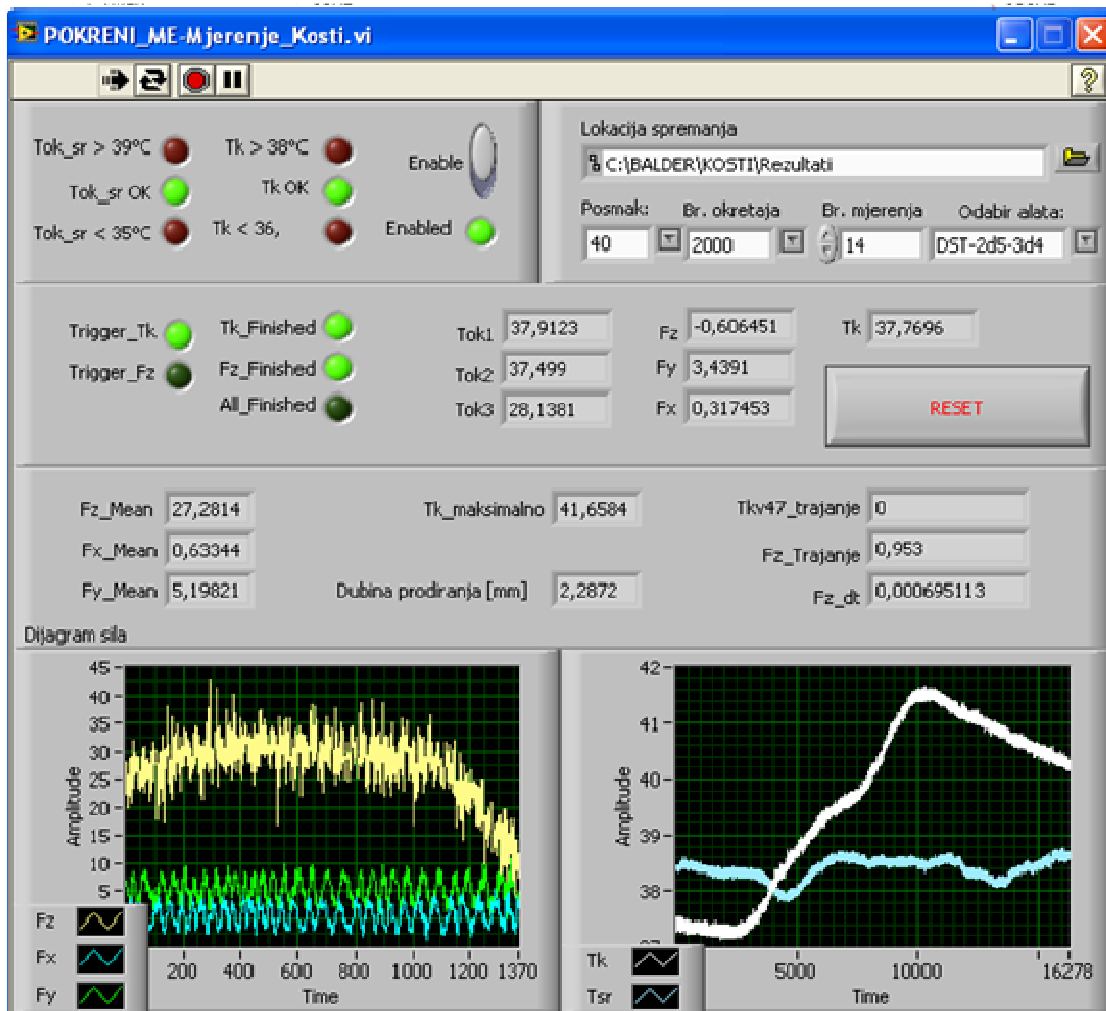 POKRENI_ME-Mjerenje_Kosti.vi
Tok_sr > 39°C
Tk > 38°C
Enable
Tok_sr OK
Tk OK
Tok_sr < 35°C
Tk < 36,
Enabled
Lokacija spremanja
C:\BALDER\KOSTI\Rezultati
Posmak:
Br. okretaja
Br. mjerenja
Odabir alata:
40
2000
14
DST-2d5-3d4
Trigger_Tk
Tk_Finished
Trigger_Fz
Fz_Finished
All_Finished
Tok1 37,9123
Tok2 37,499
Tok3 28,1381
Fz -0,606451
Fy 3,4391
Fx 0,317453
Tk 37,7696
RESET
Fz_Mean 27,2814
Fx_Mean 0,63344
Fy_Mean 5,19821
Tk_maksimalno 41,6584
Dubina prodiranja [mm] 2,2872
Tkv47_trajanje 0
Fz_Trajanje 0,953
Fz_dt 0,000695113
Dijagram sila
45
40
35
30
25
20
15
10
5
Amplitude
200 400 600 800 1000 1200 1370
Time
Fz
Fx
Fy
42
41
40
39
38
Amplitude
5000 10000 16278
Time
Tk
Tsr